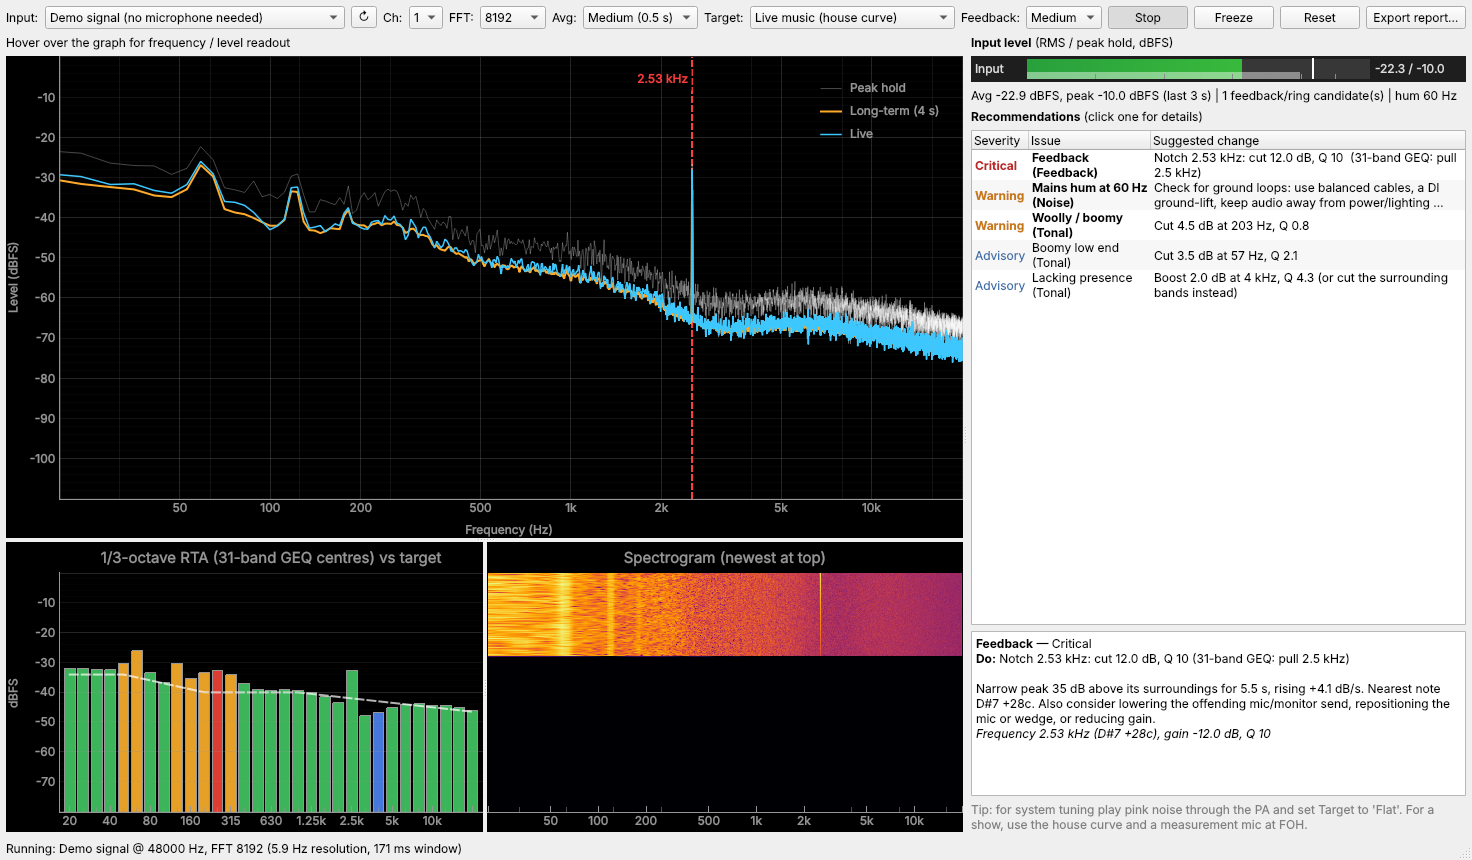 Input: Demo signal (no microphone needed) Ch: 1 FFT: 8192 Avg: Medium (0.5 s) Target: Live music (house curve) Feedback: Medium Stop Freeze Reset Export report...
Hover over the graph for frequency / level readout
2.53 kHz
Peak hold
Long-term (4 s)
Live
-10
-20
-30
-40
-50
-60
-70
-80
-90
-100
Level (dBFS)
50 100 200 500 1k 2k 5k 10k
Frequency (Hz)
1/3-octave RTA (31-band GEQ centres) vs target
-10
-20
-30
-40
-50
-60
-70
dBFS
20 40 80 160 315 630 1.25k 2.5k 5k 10k
Spectrogram (newest at top)
50 100 200 500 1k 2k 5k 10k
Input level (RMS / peak hold, dBFS)
Input -22.3 / -10.0
Avg -22.9 dBFS, peak -10.0 dBFS (last 3 s) | 1 feedback/ring candidate(s) | hum 60 Hz
Recommendations (click one for details)
Severity Issue Suggested change
Critical Feedback (Feedback) Notch 2.53 kHz: cut 12.0 dB, Q 10 (31-band GEQ: pull 2.5 kHz)
Warning Mains hum at 60 Hz (Noise) Check for ground loops: use balanced cables, a DI ground-lift, keep audio away from power/lighting ...
Warning Woolly / boomy (Tonal) Cut 4.5 dB at 203 Hz, Q 0.8
Advisory Boomy low end (Tonal) Cut 3.5 dB at 57 Hz, Q 2.1
Advisory Lacking presence (Tonal) Boost 2.0 dB at 4 kHz, Q 4.3 (or cut the surrounding bands instead)
Feedback — Critical
Do: Notch 2.53 kHz: cut 12.0 dB, Q 10 (31-band GEQ: pull 2.5 kHz)
Narrow peak 35 dB above its surroundings for 5.5 s, rising +4.1 dB/s. Nearest note
D#7 +28c. Also consider lowering the offending mic/monitor send, repositioning the
mic or wedge, or reducing gain.
Frequency 2.53 kHz (D#7 +28c), gain -12.0 dB, Q 10
Tip: for system tuning play pink noise through the PA and set Target to 'Flat'. For a
show, use the house curve and a measurement mic at FOH.
Running: Demo signal @ 48000 Hz, FFT 8192 (5.9 Hz resolution, 171 ms window)